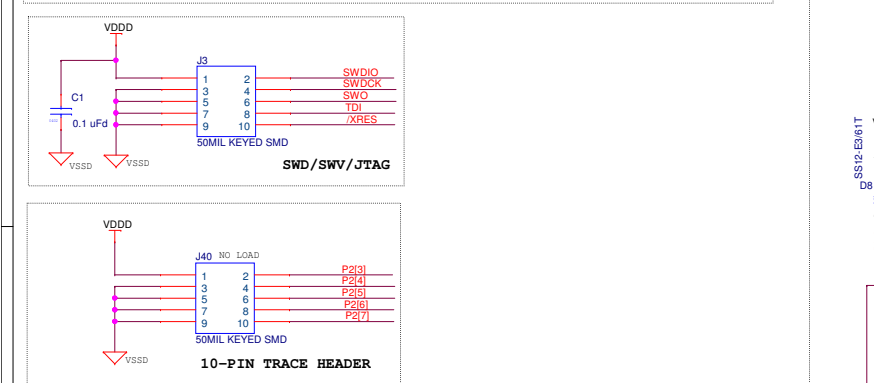 VDDD
J3
1 2 SWDIO
3 4 SWDCK
5 6 SWO
7 8 TDI
9 10 /XRES
C1
0.1 uFd
50MIL KEYED SMD
VSSD
VSSD
SWD/SWV/JTAG
SS12-E3/61T
D8
VDDD
J40 NO LOAD
1 2 P2[3]
3 4 P2[4]
5 6 P2[5]
7 8 P2[6]
9 10 P2[7]
50MIL KEYED SMD
VSSD
10-PIN TRACE HEADER